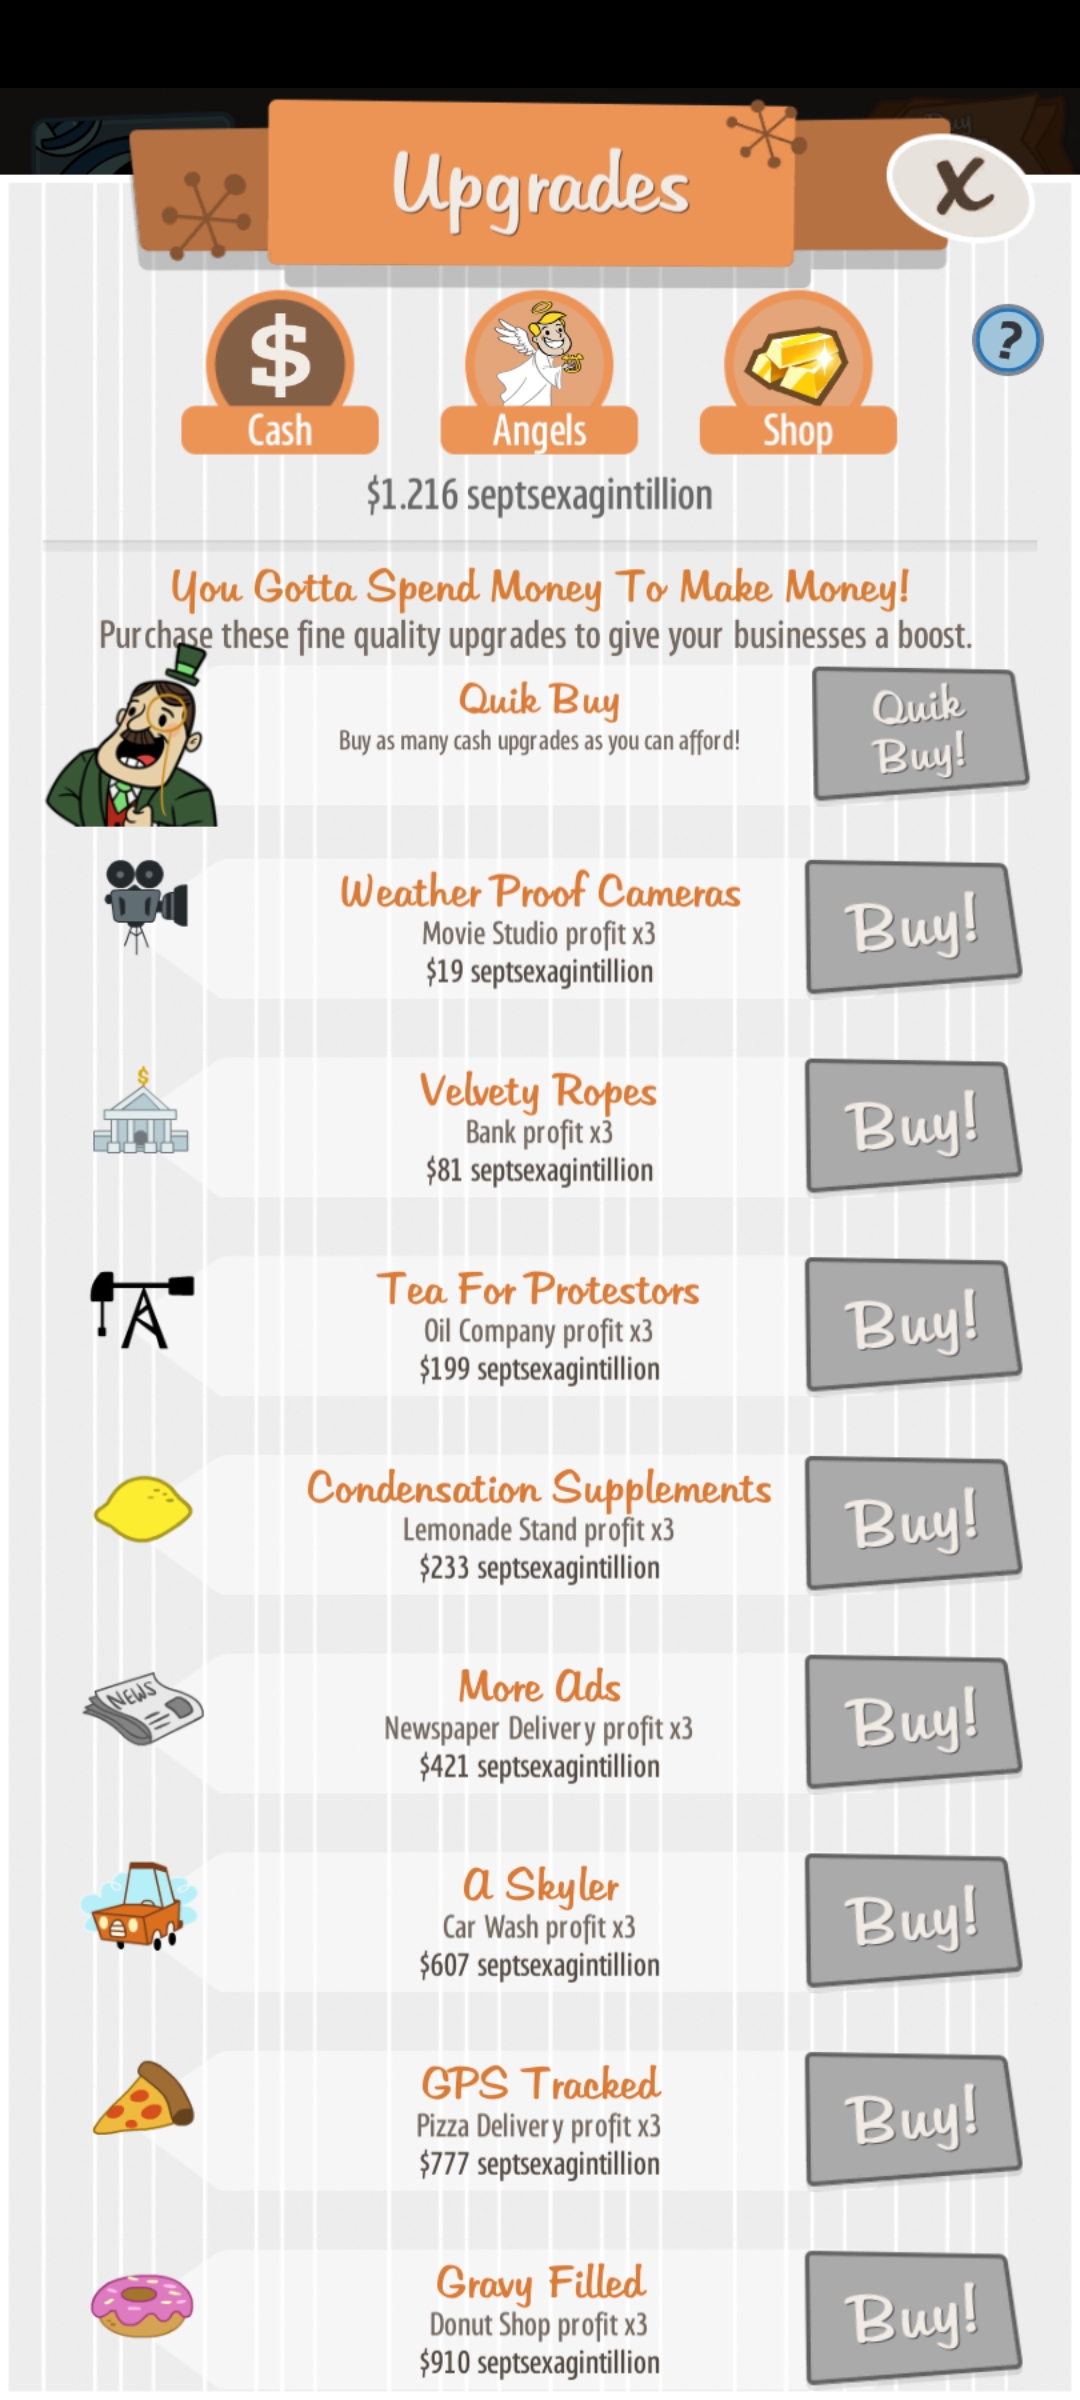 Upgrades
X
$
Cash
Angels
Shop
?
$1.216 septsexagintillion
You Gotta Spend Money To Make Money!
Purchase these fine quality upgrades to give your businesses a boost.
Quik Buy
Buy as many cash upgrades as you can afford!
Quik
Buy!
Weather Proof Cameras
Movie Studio profit x3
$19 septsexagintillion
Buy!
$
Velvety Ropes
Bank profit x3
$81 septsexagintillion
Buy!
Tea For Protestors
Oil Company profit x3
$199 septsexagintillion
Buy!
Condensation Supplements
Lemonade Stand profit x3
$233 septsexagintillion
Buy!
NEWS
More Ads
Newspaper Delivery profit x3
$421 septsexagintillion
Buy!
A Skyler
Car Wash profit x3
$607 septsexagintillion
Buy!
GPS Tracked
Pizza Delivery profit x3
$777 septsexagintillion
Buy!
Gravy Filled
Donut Shop profit x3
$910 septsexagintillion
Buy!